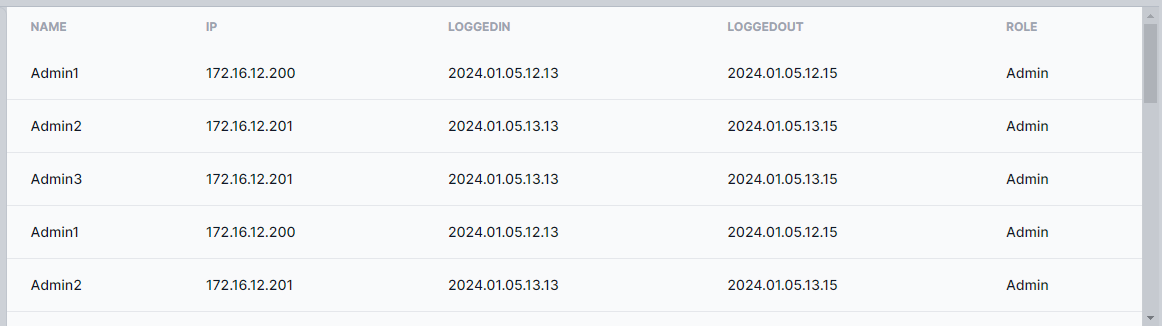 NAME IP LOGGEDIN LOGGEDOUT ROLE
Admin1 172.16.12.200 2024.01.05.12.13 2024.01.05.12.15 Admin
Admin2 172.16.12.201 2024.01.05.13.13 2024.01.05.13.15 Admin
Admin3 172.16.12.201 2024.01.05.13.13 2024.01.05.13.15 Admin
Admin1 172.16.12.200 2024.01.05.12.13 2024.01.05.12.15 Admin
Admin2 172.16.12.201 2024.01.05.13.13 2024.01.05.13.15 Admin